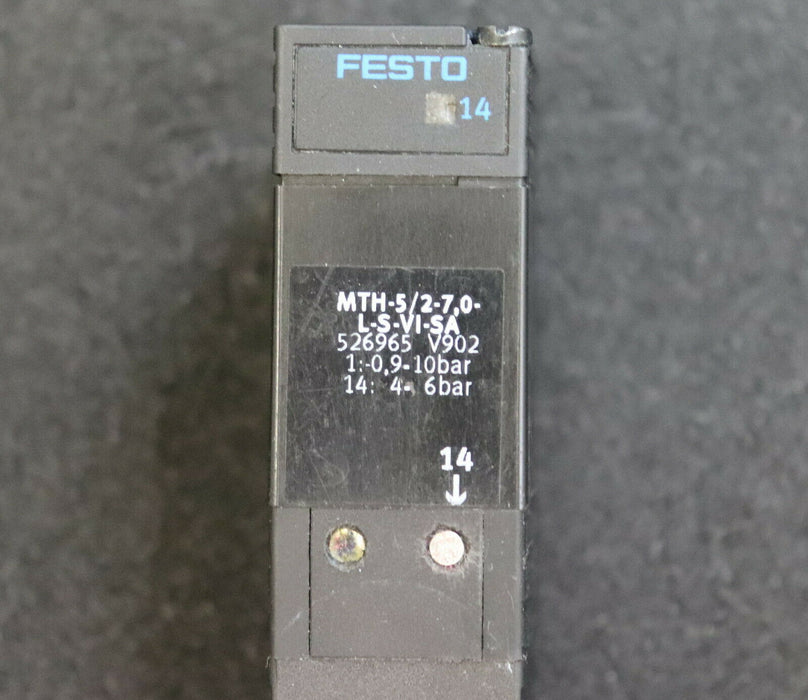 FESTO
14
MTH-5/2-7,0-
L-S-VI-SA
526965 V902
1:-0,9-10bar
14: 4- 6bar
14